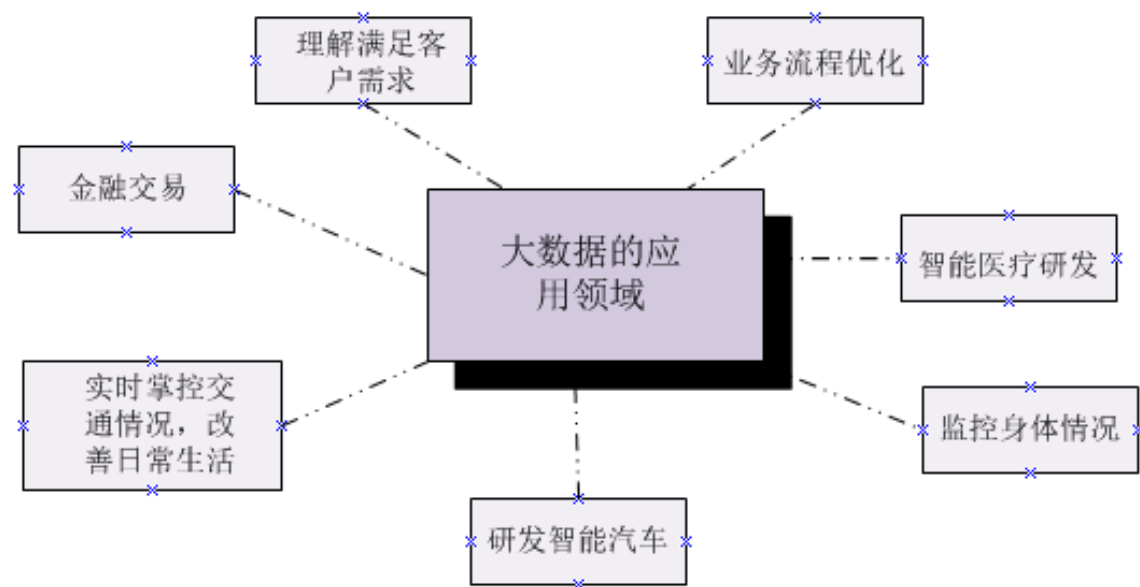 理解满足客
户需求
业务流程优化
金融交易
大数据的应
用领域
智能医疗研发
实时掌控交
通情况，改
善日常生活
监控身体情况
研发智能汽车